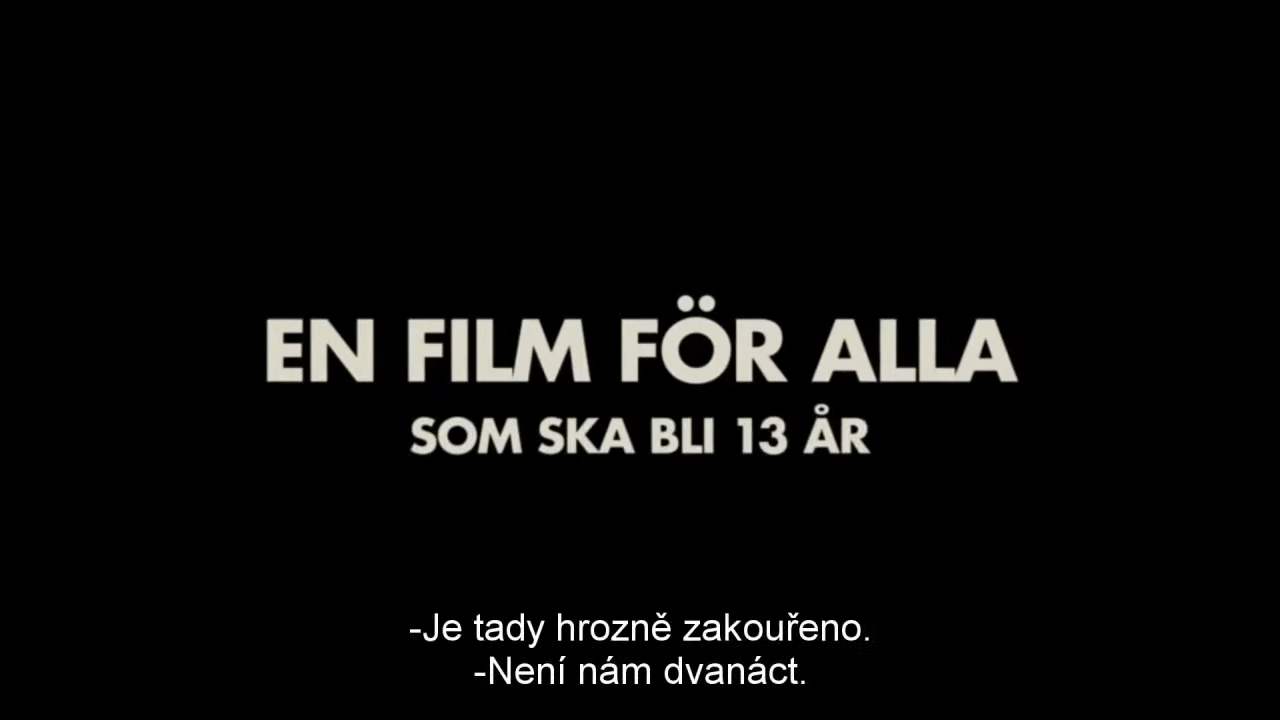 EN FILM FÖR ALLA
SOM SKA BLI 13 ÅR
-Je tady hrozně zakouřeno.
-Není nám dvanáct.